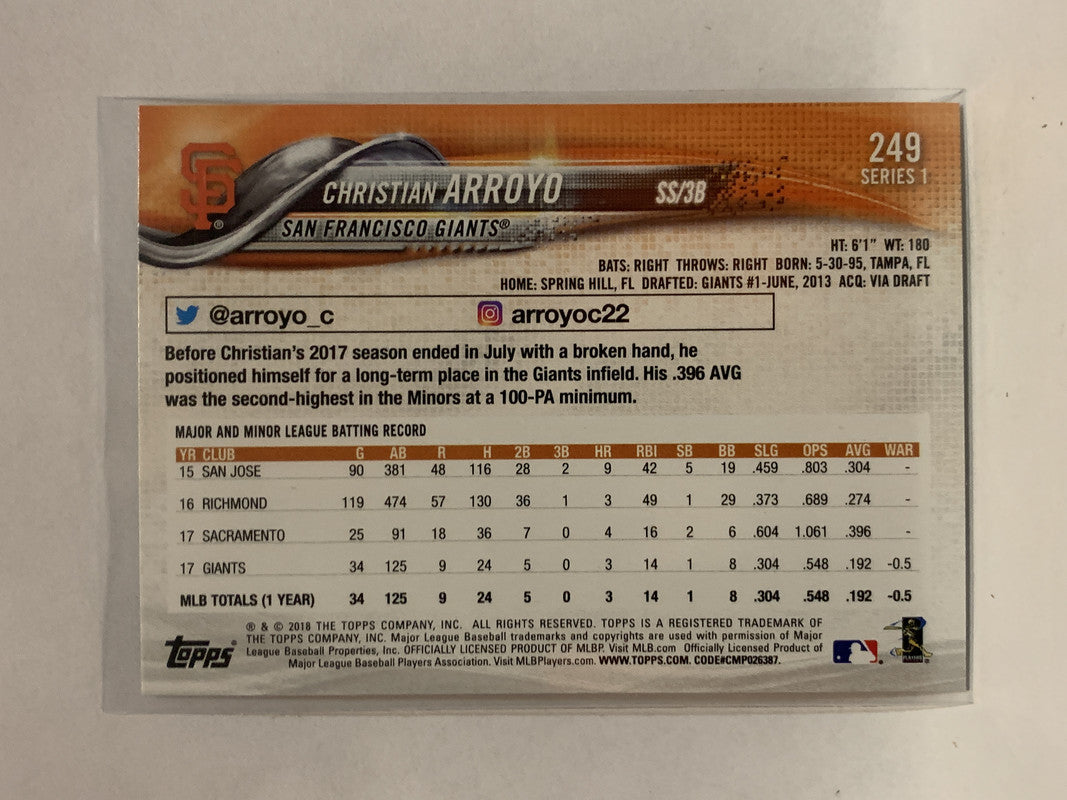 SF ®
CHRISTIAN ARROYO SS/3B
249
SERIES 1
SAN FRANCISCO GIANTS®
HT: 6'1" WT: 180
BATS: RIGHT THROWS: RIGHT BORN: 5-30-95, TAMPA, FL
HOME: SPRING HILL, FL DRAFTED: GIANTS #1-JUNE, 2013 ACQ: VIA DRAFT
@arroyo_c arroyoc22
Before Christian's 2017 season ended in July with a broken hand, he
positioned himself for a long-term place in the Giants infield. His .396 AVG
was the second-highest in the Minors at a 100-PA minimum.
MAJOR AND MINOR LEAGUE BATTING RECORD
YR CLUB G AB R H 2B 3B HR RBI SB BB SLG OPS AVG WAR
15 SAN JOSE 90 381 48 116 28 2 9 42 5 19 .459 .803 .304 -
16 RICHMOND 119 474 57 130 36 1 3 49 1 29 .373 .689 .274 -
17 SACRAMENTO 25 91 18 36 7 0 4 16 2 6 .604 1.061 .396 -
17 GIANTS 34 125 9 24 5 0 3 14 1 8 .304 .548 .192 -0.5
MLB TOTALS (1 YEAR) 34 125 9 24 5 0 3 14 1 8 .304 .548 .192 -0.5
® & © 2018 THE TOPPS COMPANY, INC. ALL RIGHTS RESERVED. TOPPS IS A REGISTERED TRADEMARK OF
THE TOPPS COMPANY, INC. Major League Baseball trademarks and copyrights are used with permission of Major
League Baseball Properties, Inc. OFFICIALLY LICENSED PRODUCT OF MLBP. Visit MLB.com Officially Licensed Product of
Major League Baseball Players Association. Visit MLBPlayers.com. WWW.TOPPS.COM. CODE#CMP026387.
Topps®